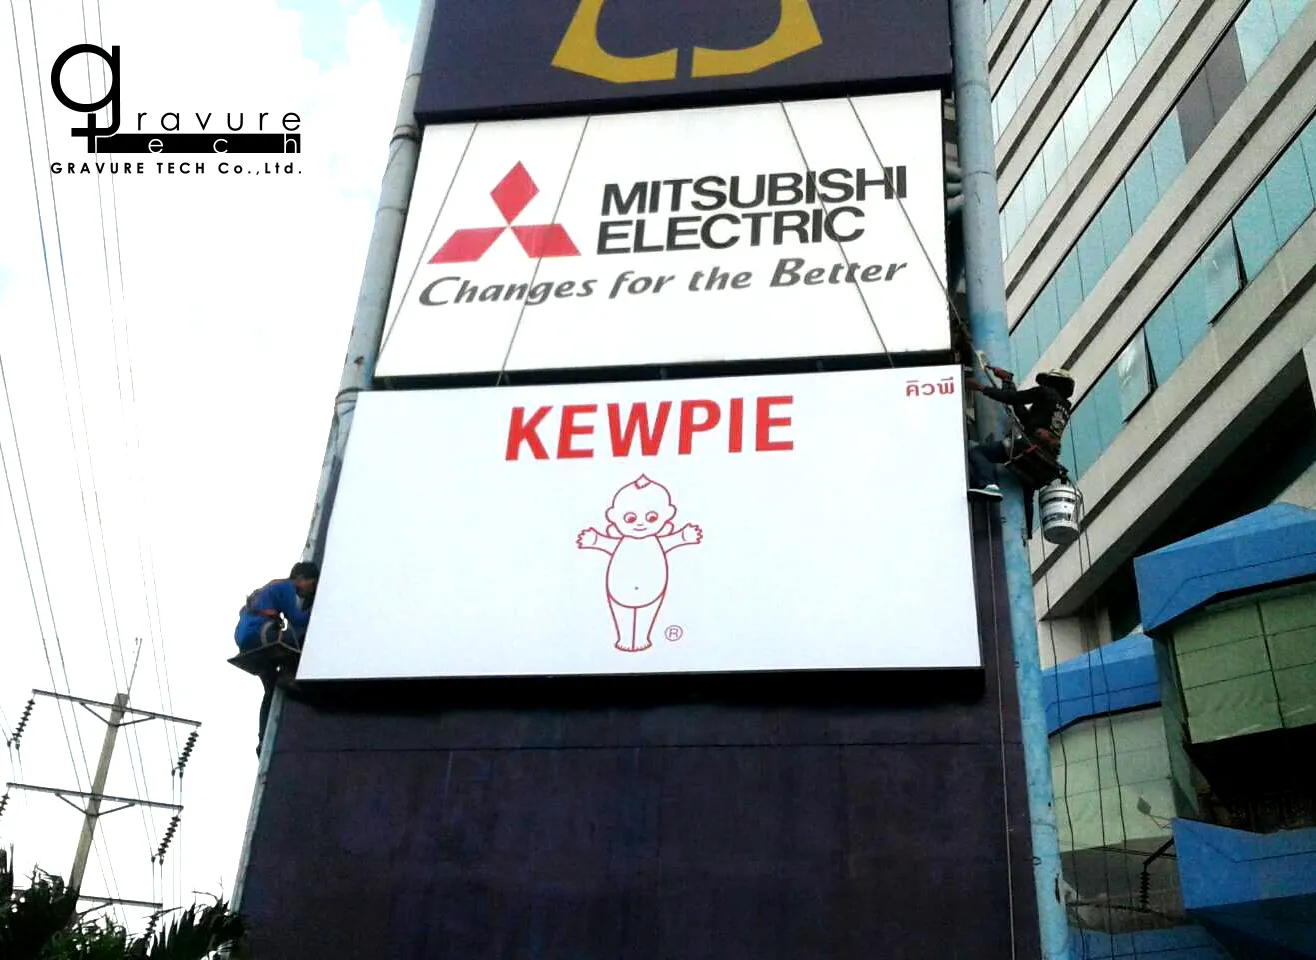 gravure
tech
GRAVURE TECH Co.,Ltd.
MITSUBISHI
ELECTRIC
Changes for the Better
คิวพี
KEWPIE
®